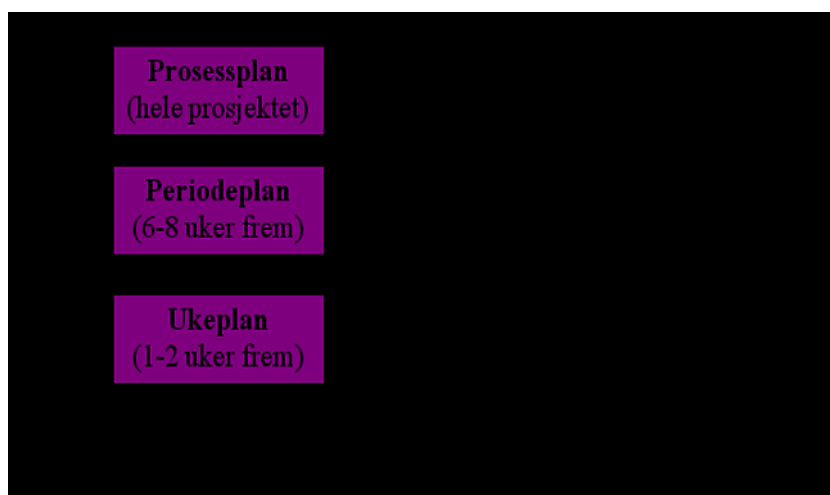 Prosessplan
(hele prosjektet)
Periodeplan
(6-8 uker frem)
Ukeplan
(1-2 uker frem)